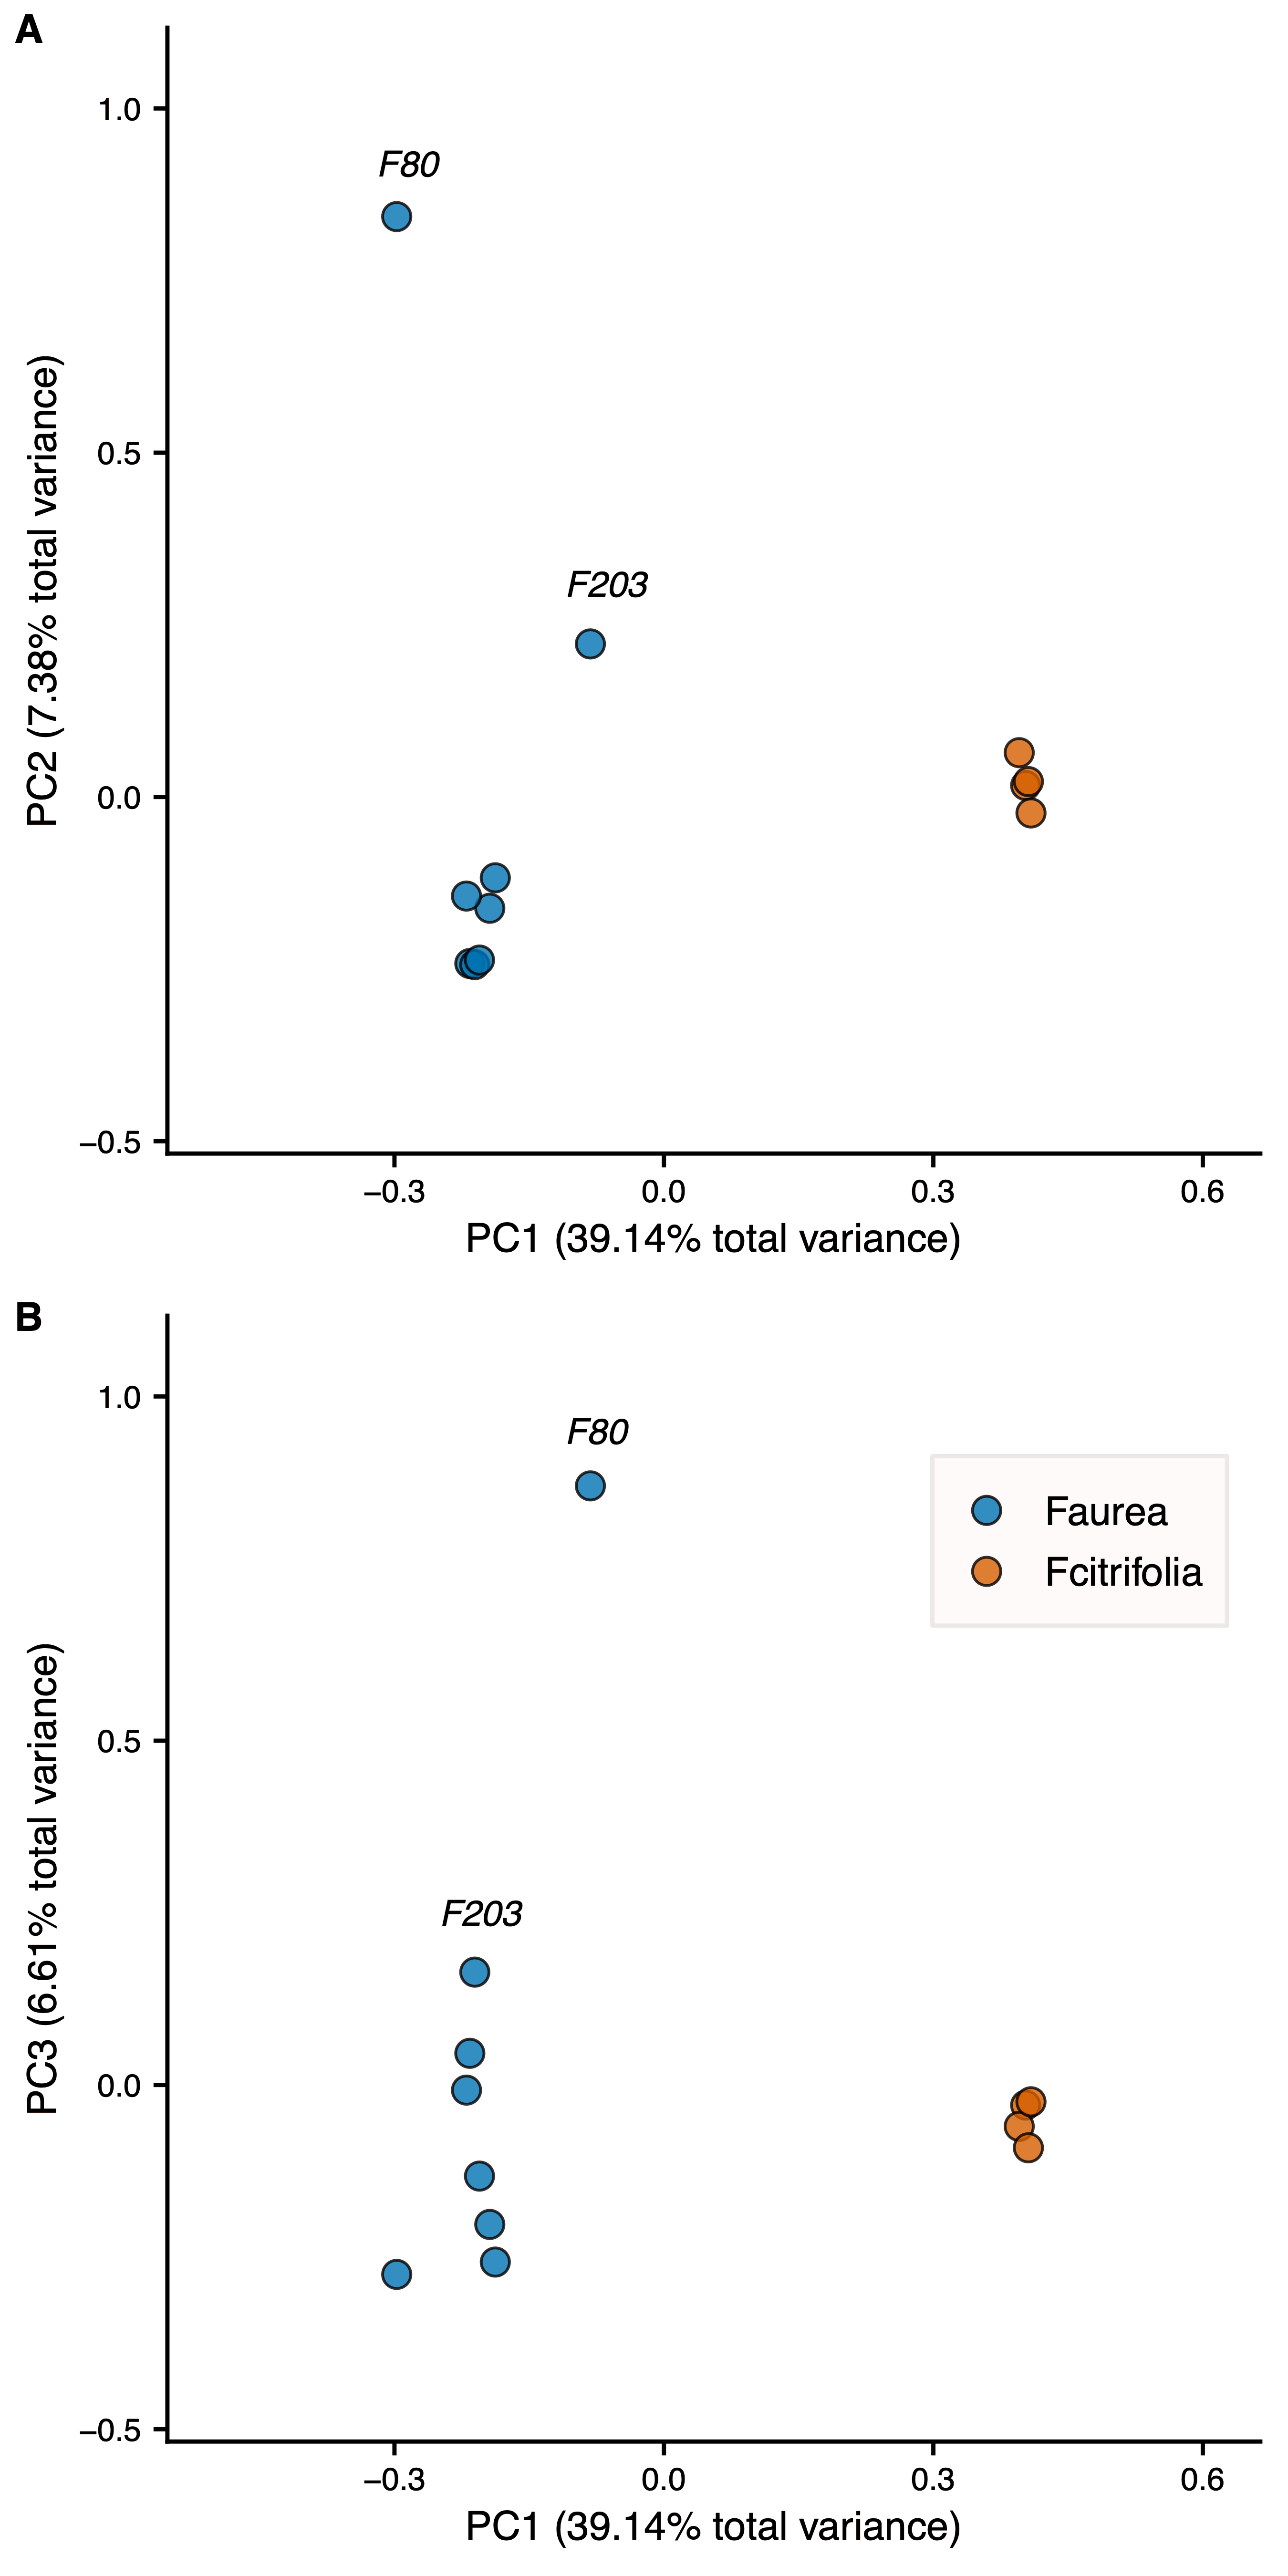 A
1.0
F80
0.5
F203
0.0
−0.5
PC2 (7.38% total variance)
−0.3 0.0 0.3 0.6
PC1 (39.14% total variance)
B
1.0
F80
Faurea
Fcitrifolia
0.5
F203
0.0
−0.5
PC3 (6.61% total variance)
−0.3 0.0 0.3 0.6
PC1 (39.14% total variance)